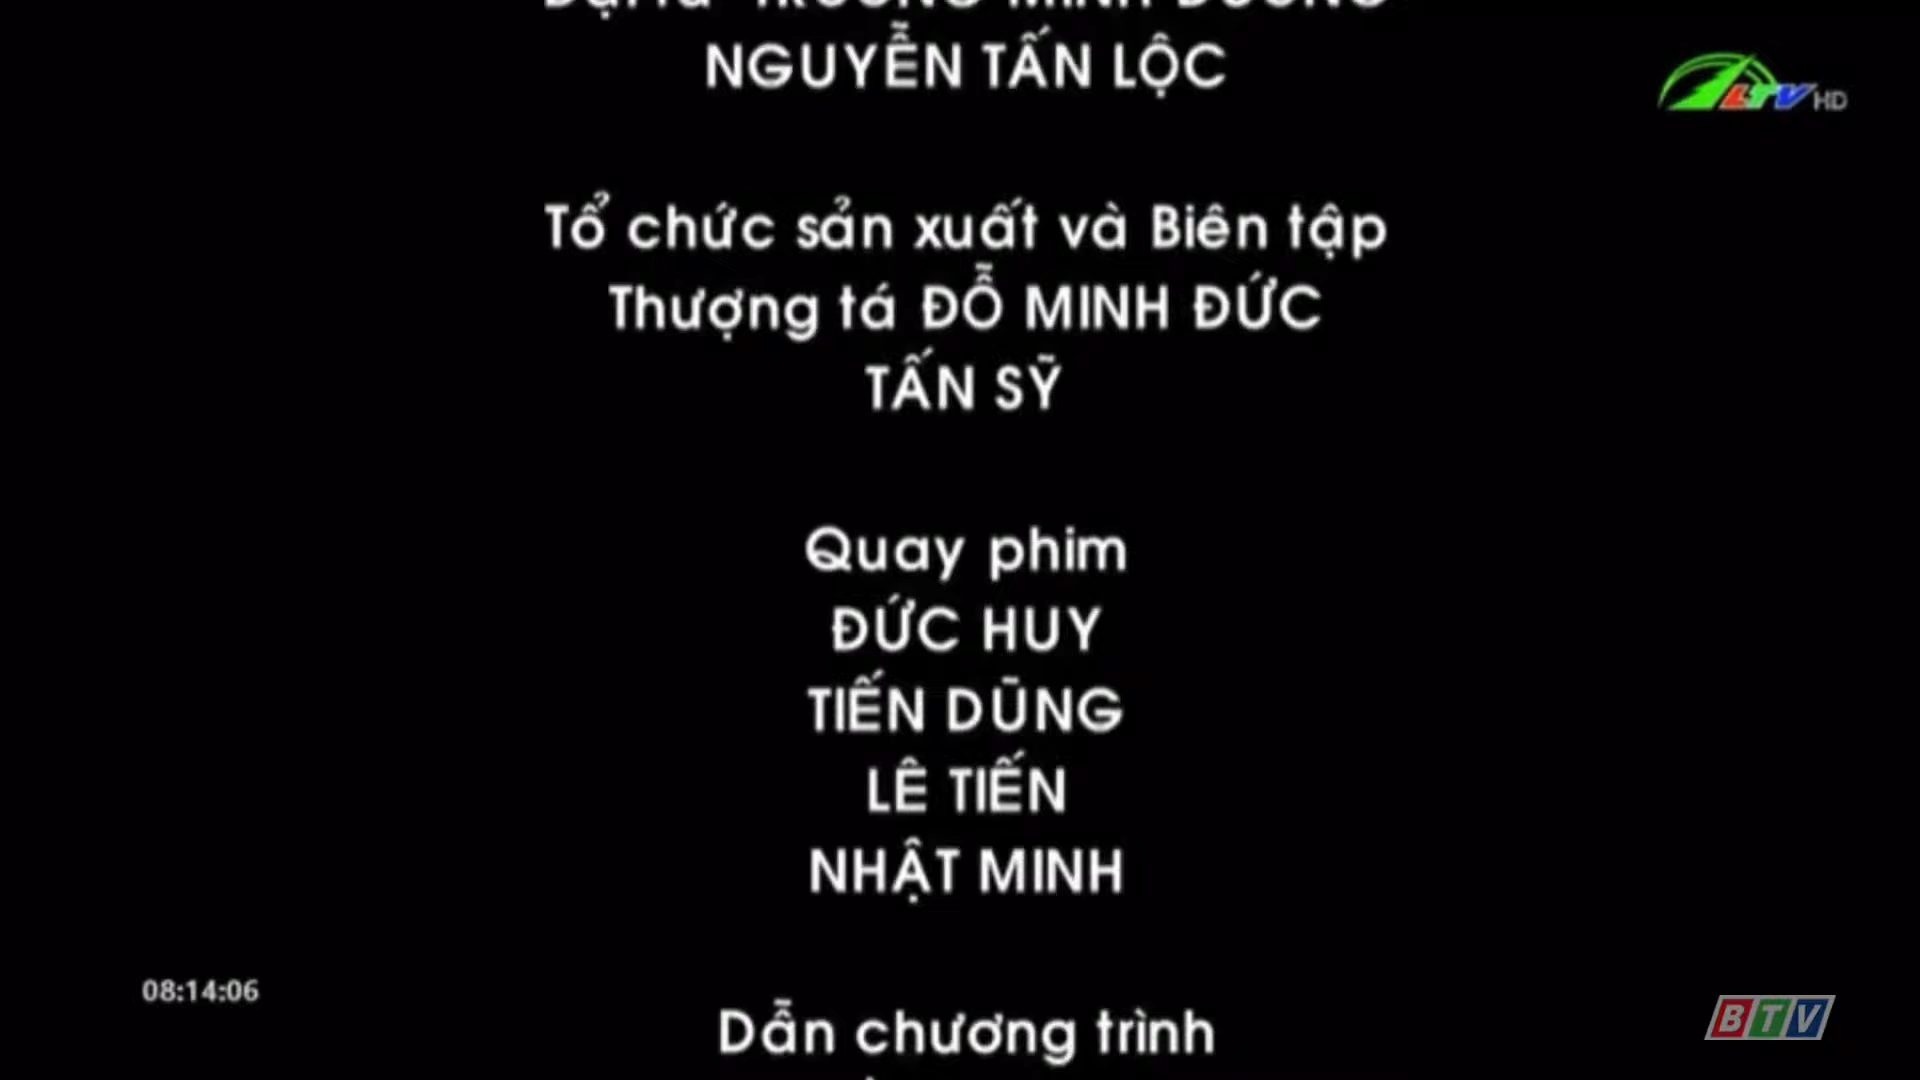 NGUYỄN TẤN LỘC
LTV HD
Tổ chức sản xuất và Biên tập
Thượng tá ĐỖ MINH ĐỨC
TẤN SỸ
Quay phim
ĐỨC HUY
TIẾN DŨNG
LÊ TIẾN
NHẬT MINH
08:14:06
BTV
Dẫn chương trình